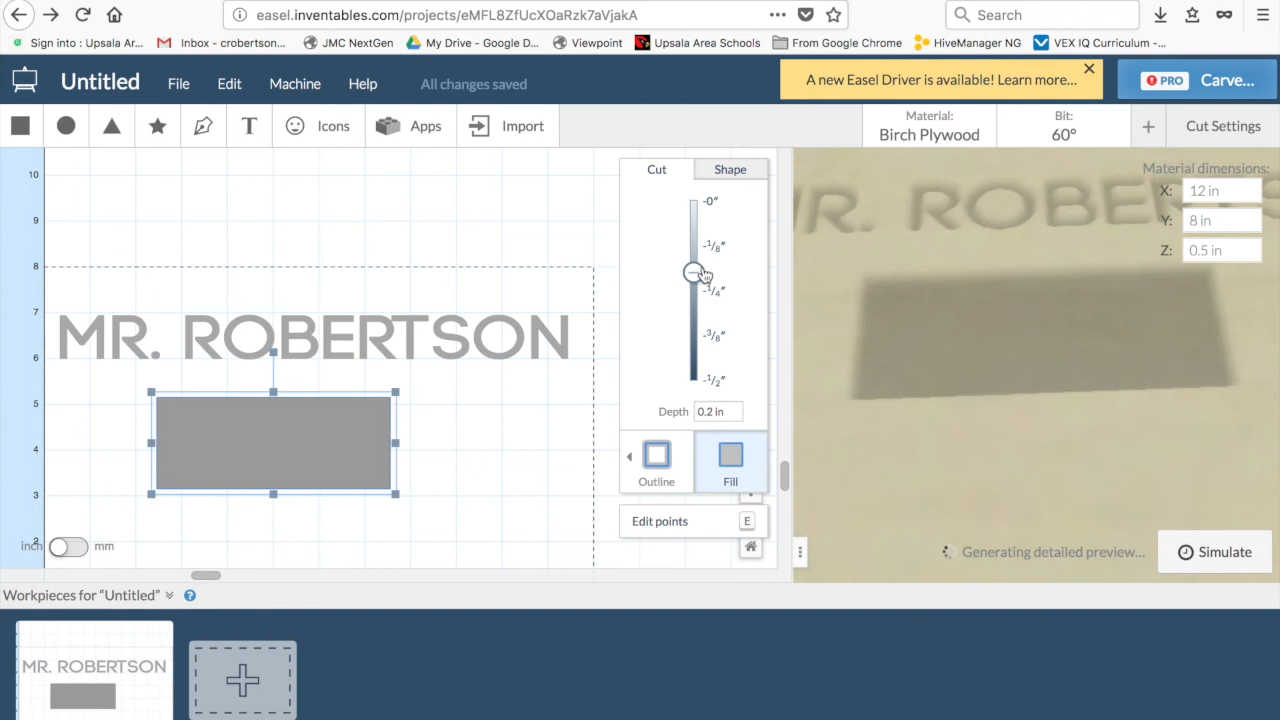 easel.inventables.com/projects/eMFL8ZfUcXOaRzk7aVjakA
Search
Sign into : Upsala Ar...
Inbox - crobertson...
JMC NextGen
My Drive - Google D...
Viewpoint
Upsala Area Schools
From Google Chrome
HiveManager NG
VEX IQ Curriculum -...
Untitled
File
Edit
Machine
Help
All changes saved
A new Easel Driver is available! Learn more...
PRO
Carve...
T
Icons
Apps
Import
Material:
Birch Plywood
Bit:
60°
Cut Settings
10
9
8
7
6
5
4
3
2
MR. ROBERTSON
Cut
Shape
-0"
-1/8"
-1/4"
-3/8"
-1/2"
Depth
0.2 in
Outline
Fill
Edit points
E
inch
mm
MR. ROBERTS
Material dimensions:
X:
12 in
Y:
8 in
Z:
0.5 in
Generating detailed preview...
Simulate
Workpieces for "Untitled"
?
MR. ROBERTSON